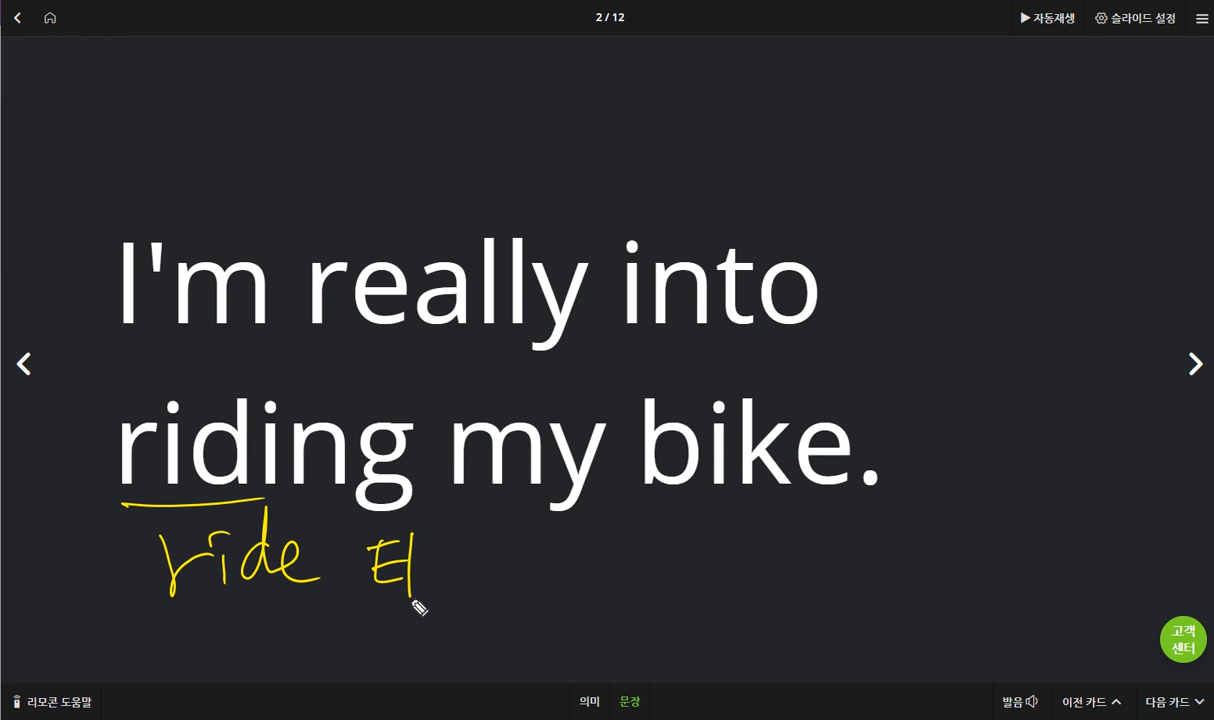 2 / 12
자동재생
슬라이드 설정
I'm really into
riding my bike.
ride 타
고객
센터
리모콘 도움말
의미
문장
발음
이전 카드
다음 카드